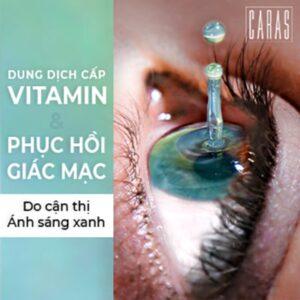 CARAS
DUNG DỊCH CẤP
VITAMIN
&
PHỤC HỒI
GIÁC MẠC
Do cận thị
Ánh sáng xanh